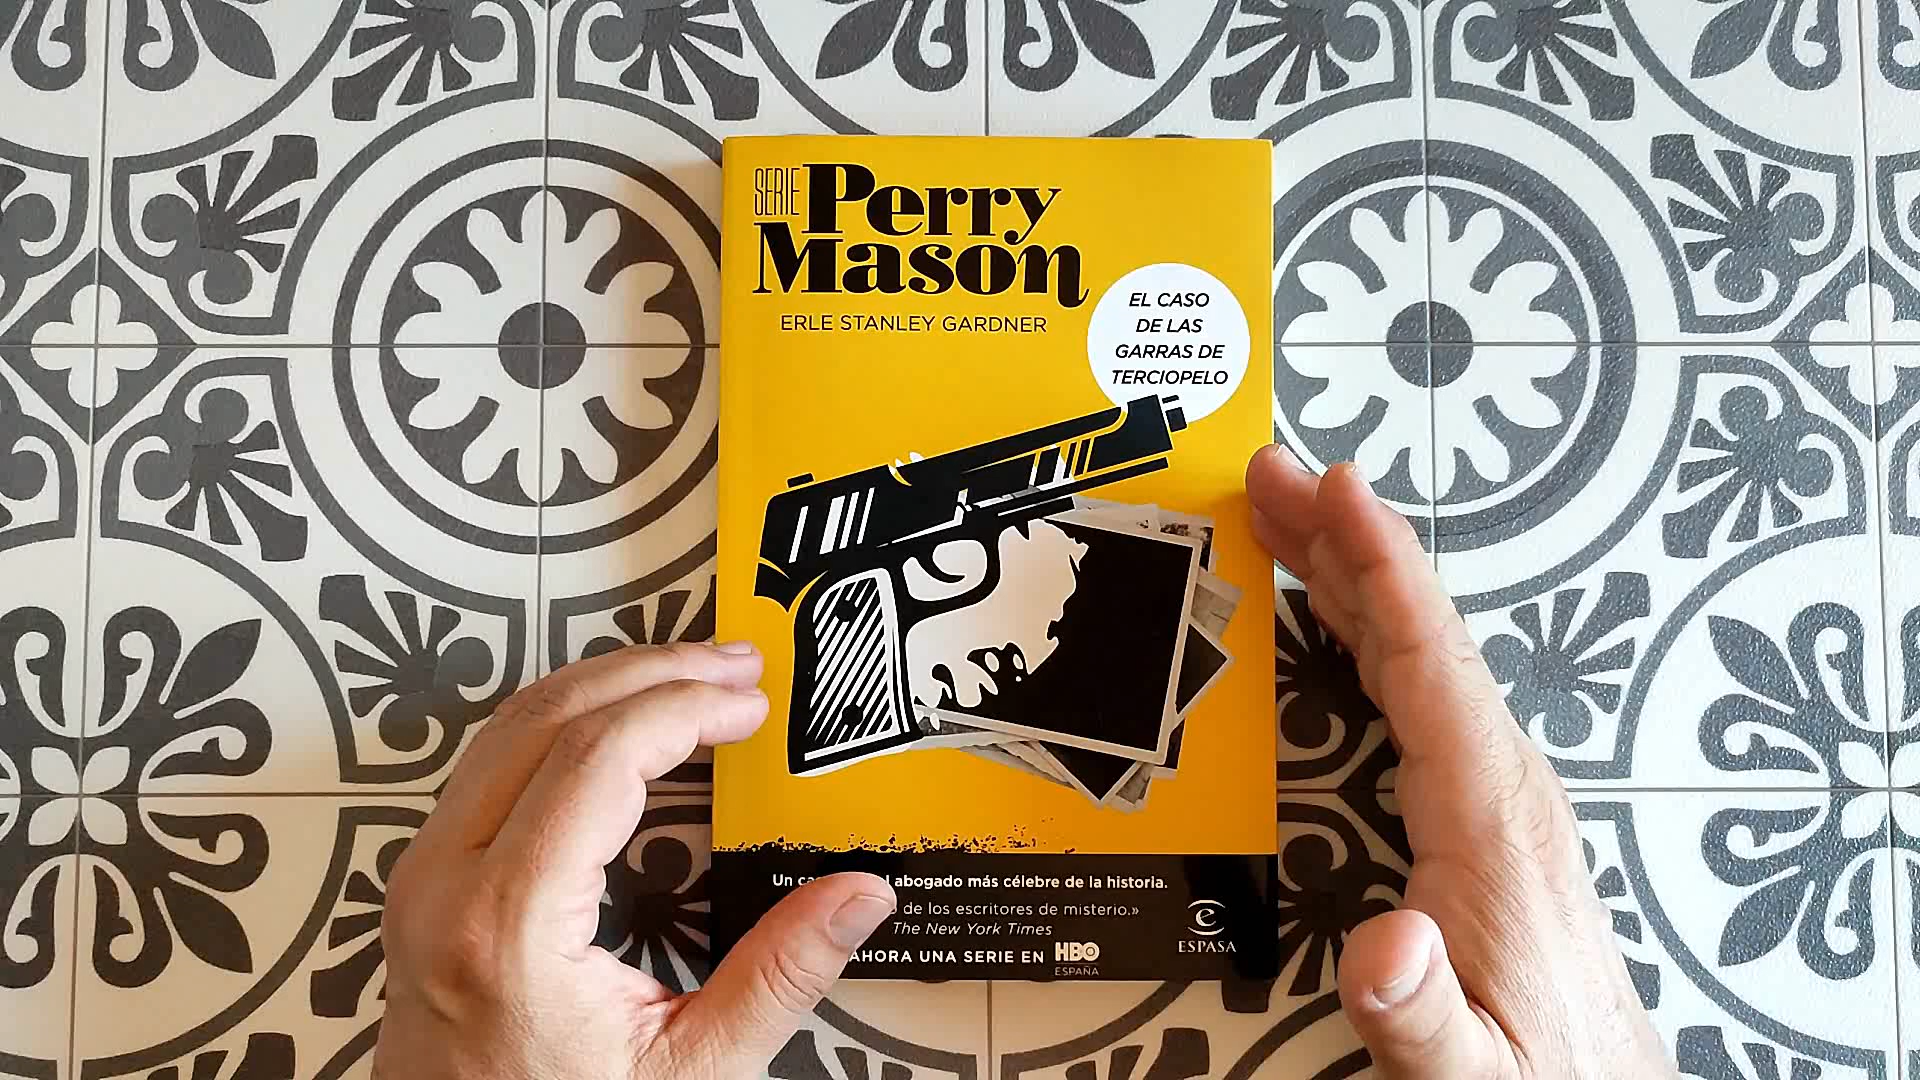 SERIE Perry
Mason
ERLE STANLEY GARDNER
EL CASO
DE LAS
GARRAS DE
TERCIOPELO
Un abogado más célebre de la historia.
de los escritores de misterio.»
The New York Times
AHORA UNA SERIE EN HBO
ESPAÑA
e
ESPASA